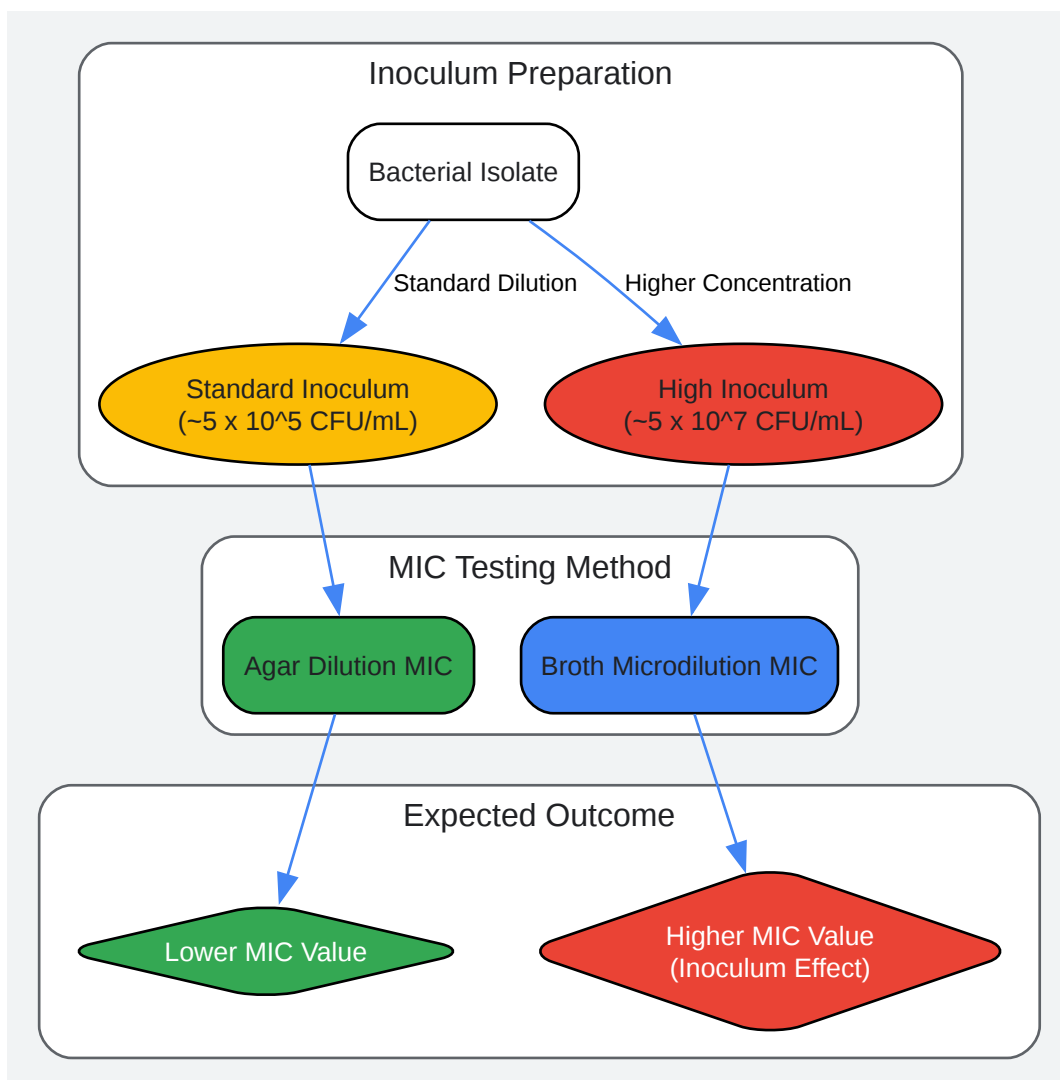 Inoculum Preparation
Bacterial Isolate
Standard Dilution
Higher Concentration
Standard Inoculum
(~5 x 10^5 CFU/mL)
High Inoculum
(~5 x 10^7 CFU/mL)
MIC Testing Method
Agar Dilution MIC
Broth Microdilution MIC
Expected Outcome
Lower MIC Value
Higher MIC Value
(Inoculum Effect)